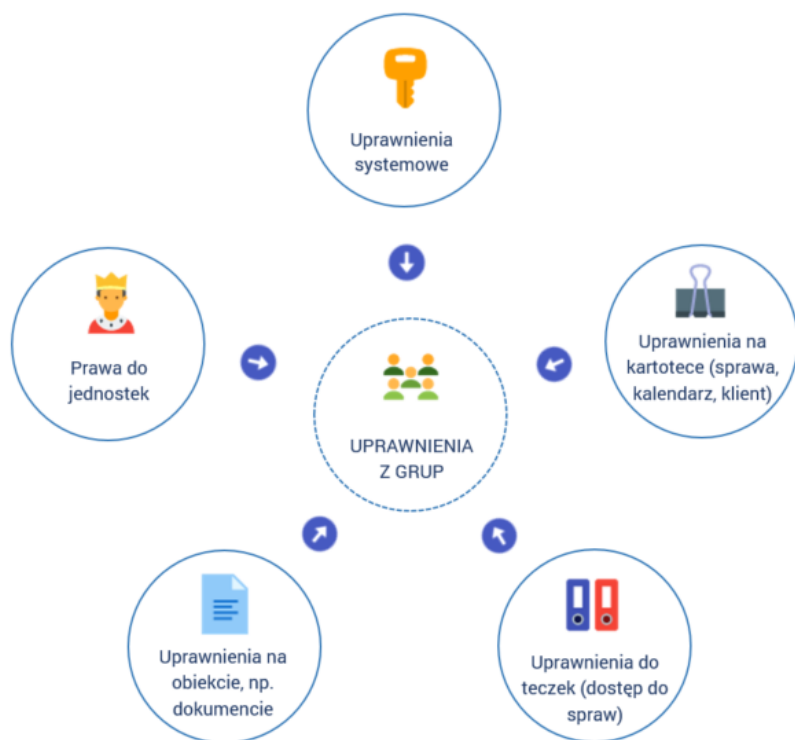 Uprawnienia
systemowe
Prawa do
jednostek
Uprawnienia na
kartotece (sprawa,
kalendarz, klient)
UPRAWNIENIA
Z GRUP
Uprawnienia na
obiekcie, np.
dokumencie
Uprawnienia do
teczek (dostęp do
spraw)